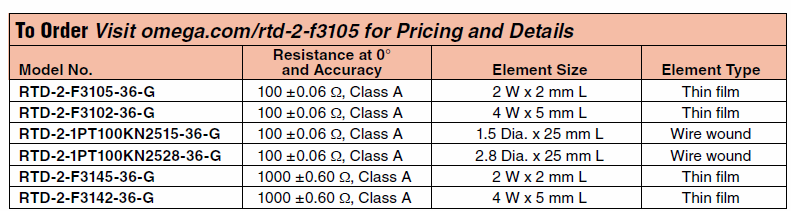 To Order Visit omega.com/rtd-2-f3105 for Pricing and Details
Model No. Resistance at 0° and Accuracy Element Size Element Type
RTD-2-F3105-36-G 100 ±0.06 Ω, Class A 2 W x 2 mm L Thin film
RTD-2-F3102-36-G 100 ±0.06 Ω, Class A 4 W x 5 mm L Thin film
RTD-2-1PT100KN2515-36-G 100 ±0.06 Ω, Class A 1.5 Dia. x 25 mm L Wire wound
RTD-2-1PT100KN2528-36-G 100 ±0.06 Ω, Class A 2.8 Dia. x 25 mm L Wire wound
RTD-2-F3145-36-G 1000 ±0.60 Ω, Class A 2 W x 2 mm L Thin film
RTD-2-F3142-36-G 1000 ±0.60 Ω, Class A 4 W x 5 mm L Thin film